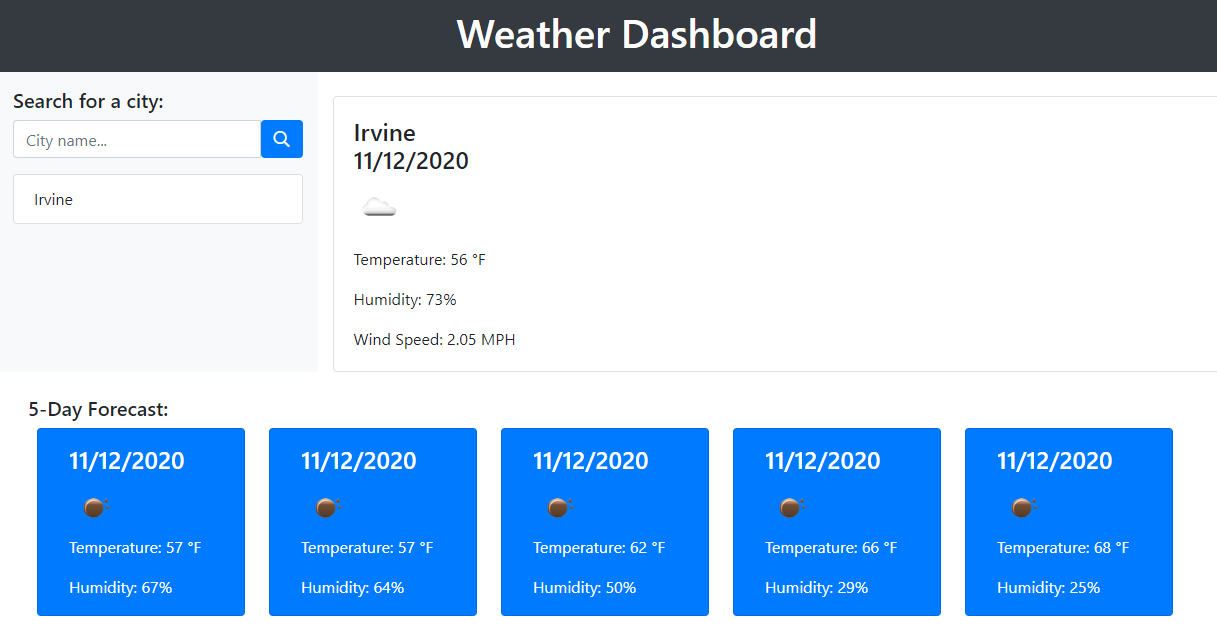 Weather Dashboard
Search for a city:
City name...
Irvine
Irvine
11/12/2020
Temperature: 56 °F
Humidity: 73%
Wind Speed: 2.05 MPH
5-Day Forecast:
11/12/2020
Temperature: 57 °F
Humidity: 67%
11/12/2020
Temperature: 57 °F
Humidity: 64%
11/12/2020
Temperature: 62 °F
Humidity: 50%
11/12/2020
Temperature: 66 °F
Humidity: 29%
11/12/2020
Temperature: 68 °F
Humidity: 25%